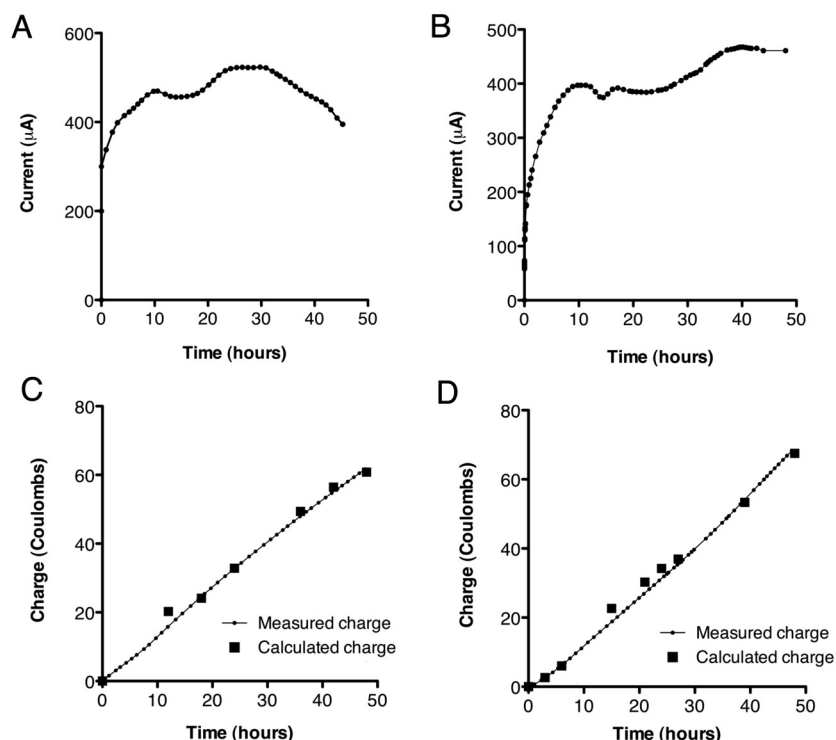 A
600
400
200
0
Current (µA)
0 10 20 30 40 50
Time (hours)
B
500
400
300
200
100
0
Current (µA)
0 10 20 30 40 50
Time (hours)
C
80
60
40
20
0
Charge (Coulombs)
Measured charge
Calculated charge
0 10 20 30 40 50
Time (hours)
D
80
60
40
20
0
Charge (Coulombs)
Measured charge
Calculated charge
0 10 20 30 40 50
Time (hours)